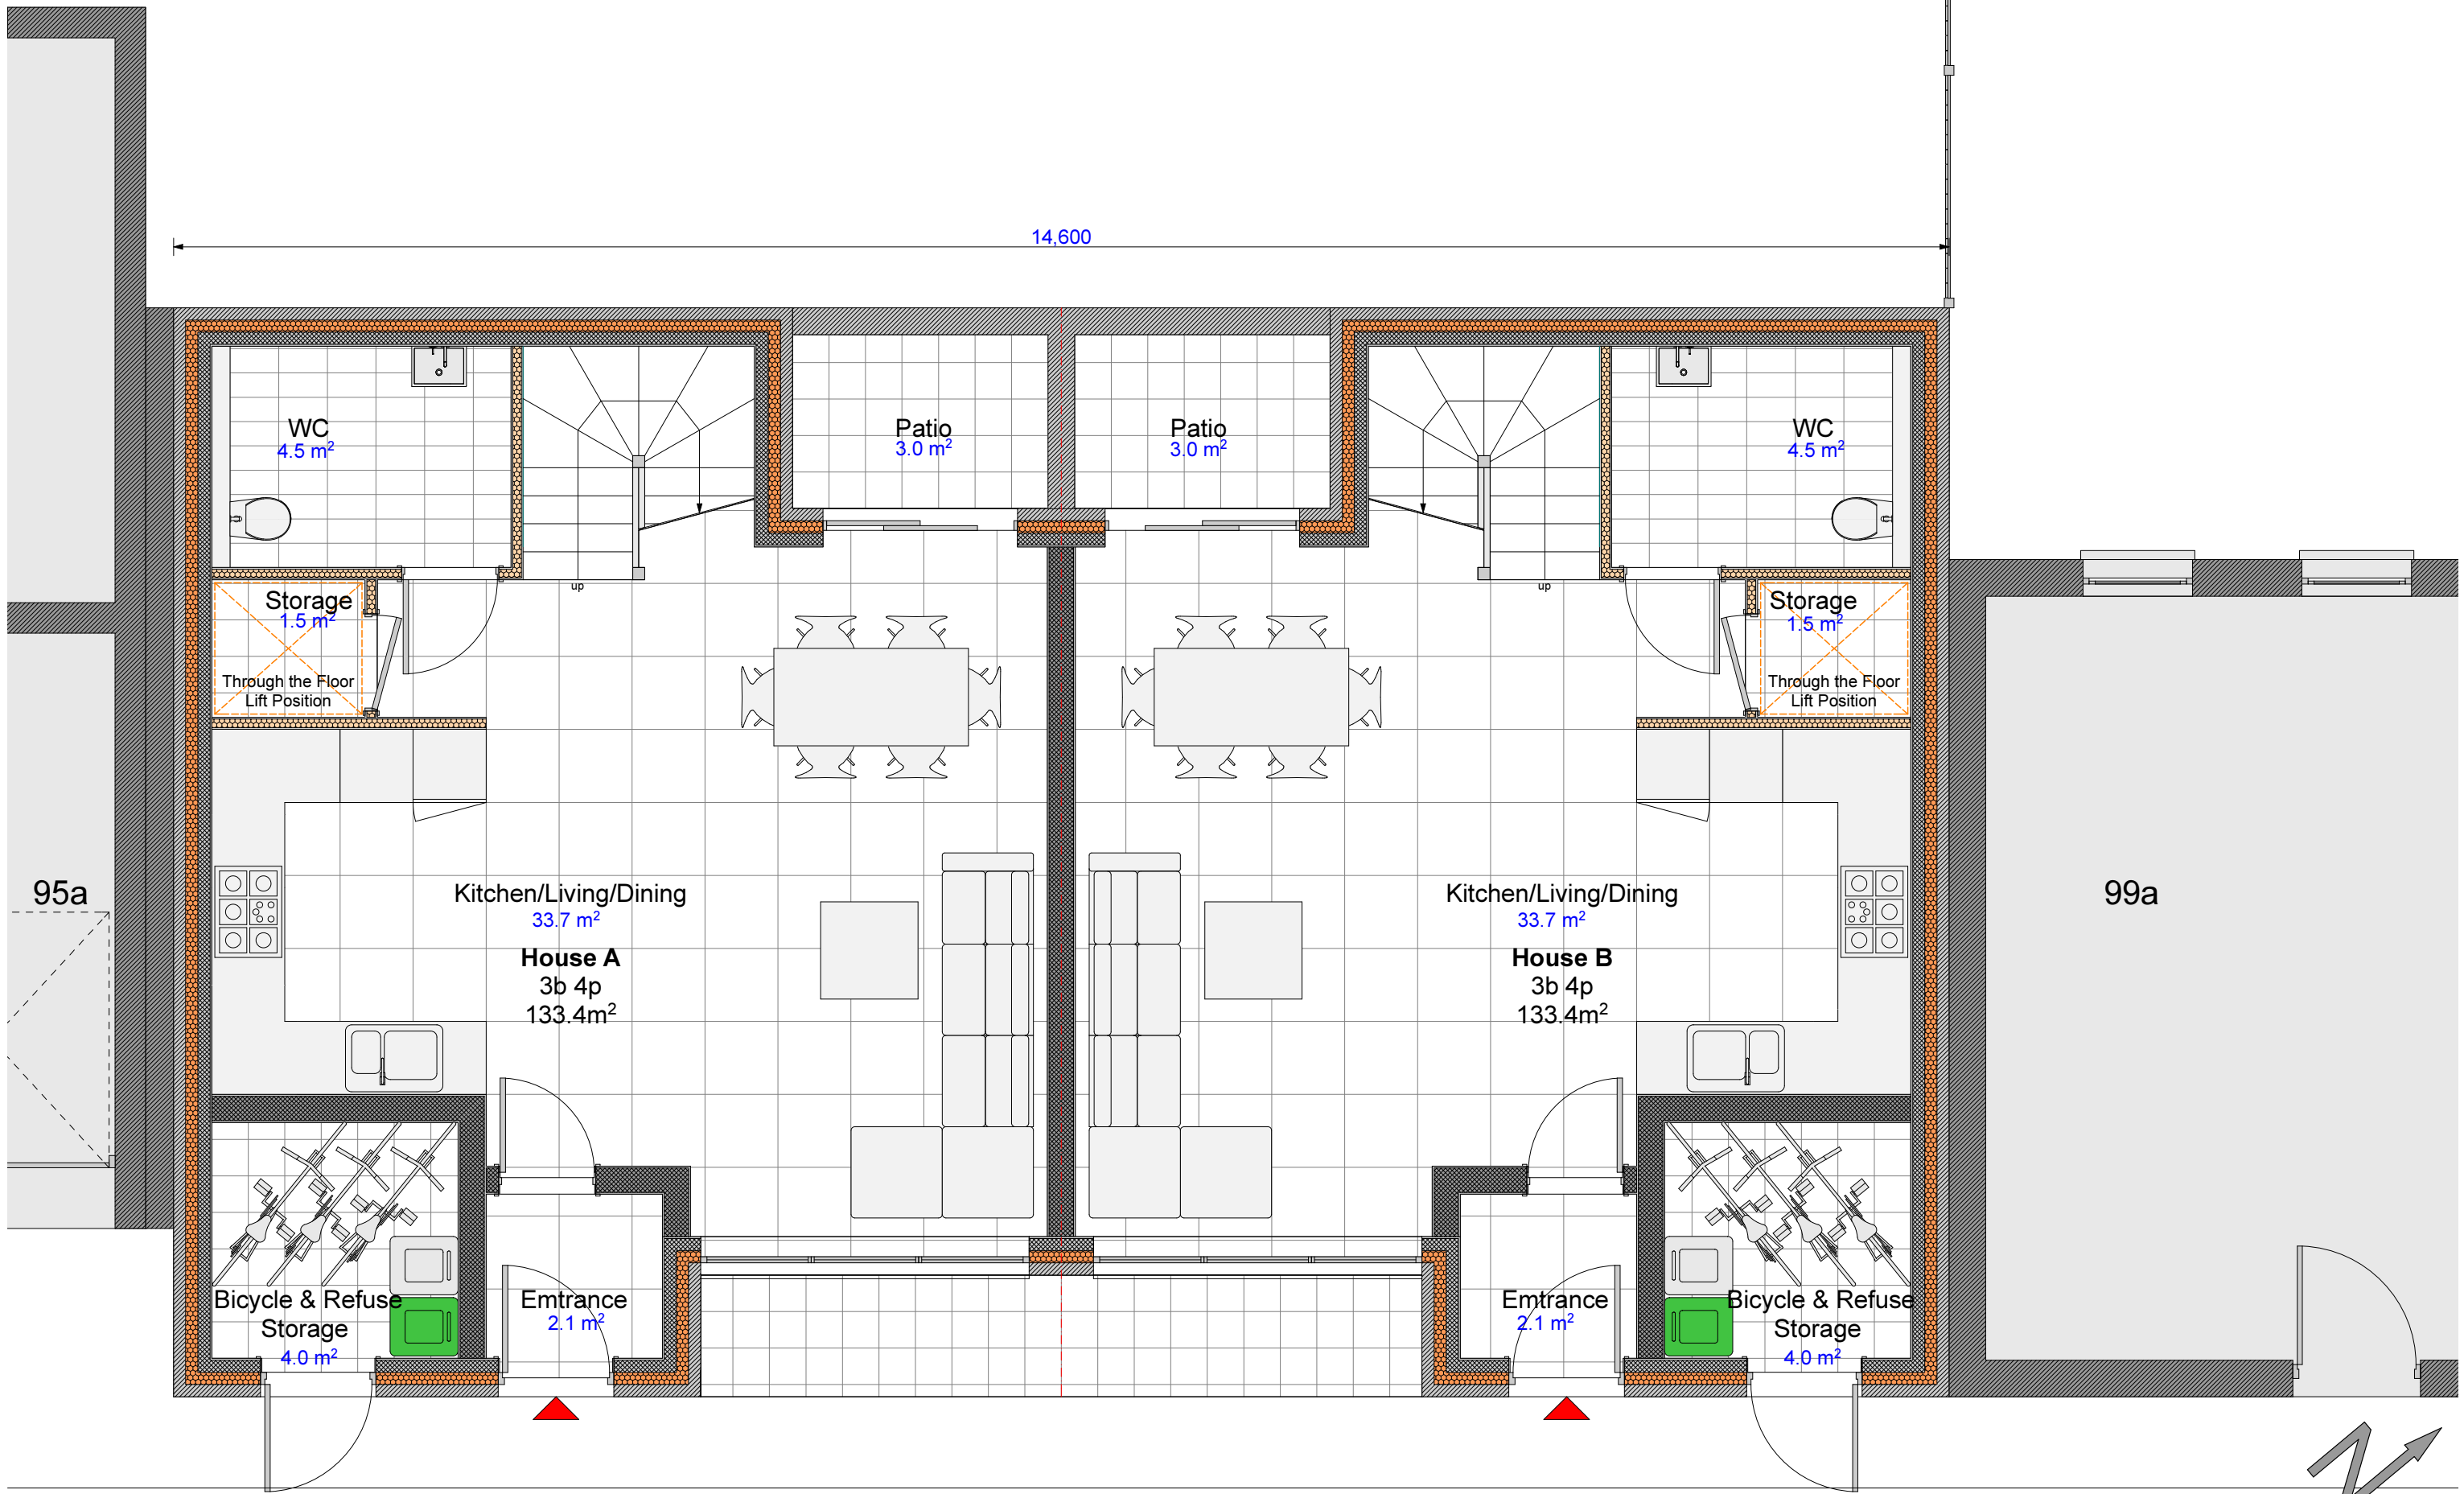 14,600
WC
4.5 m²
Patio
3.0 m²
Patio
3.0 m²
WC
4.5 m²
up
up
Storage
1.5 m²
Through the Floor
Lift Position
Storage
1.5 m²
Through the Floor
Lift Position
95a
Kitchen/Living/Dining
33.7 m²
House A
3b 4p
133.4m²
Kitchen/Living/Dining
33.7 m²
House B
3b 4p
133.4m²
99a
Bicycle & Refuse
Storage
4.0 m²
Emtrance
2.1 m²
Emtrance
2.1 m²
Bicycle & Refuse
Storage
4.0 m²
N